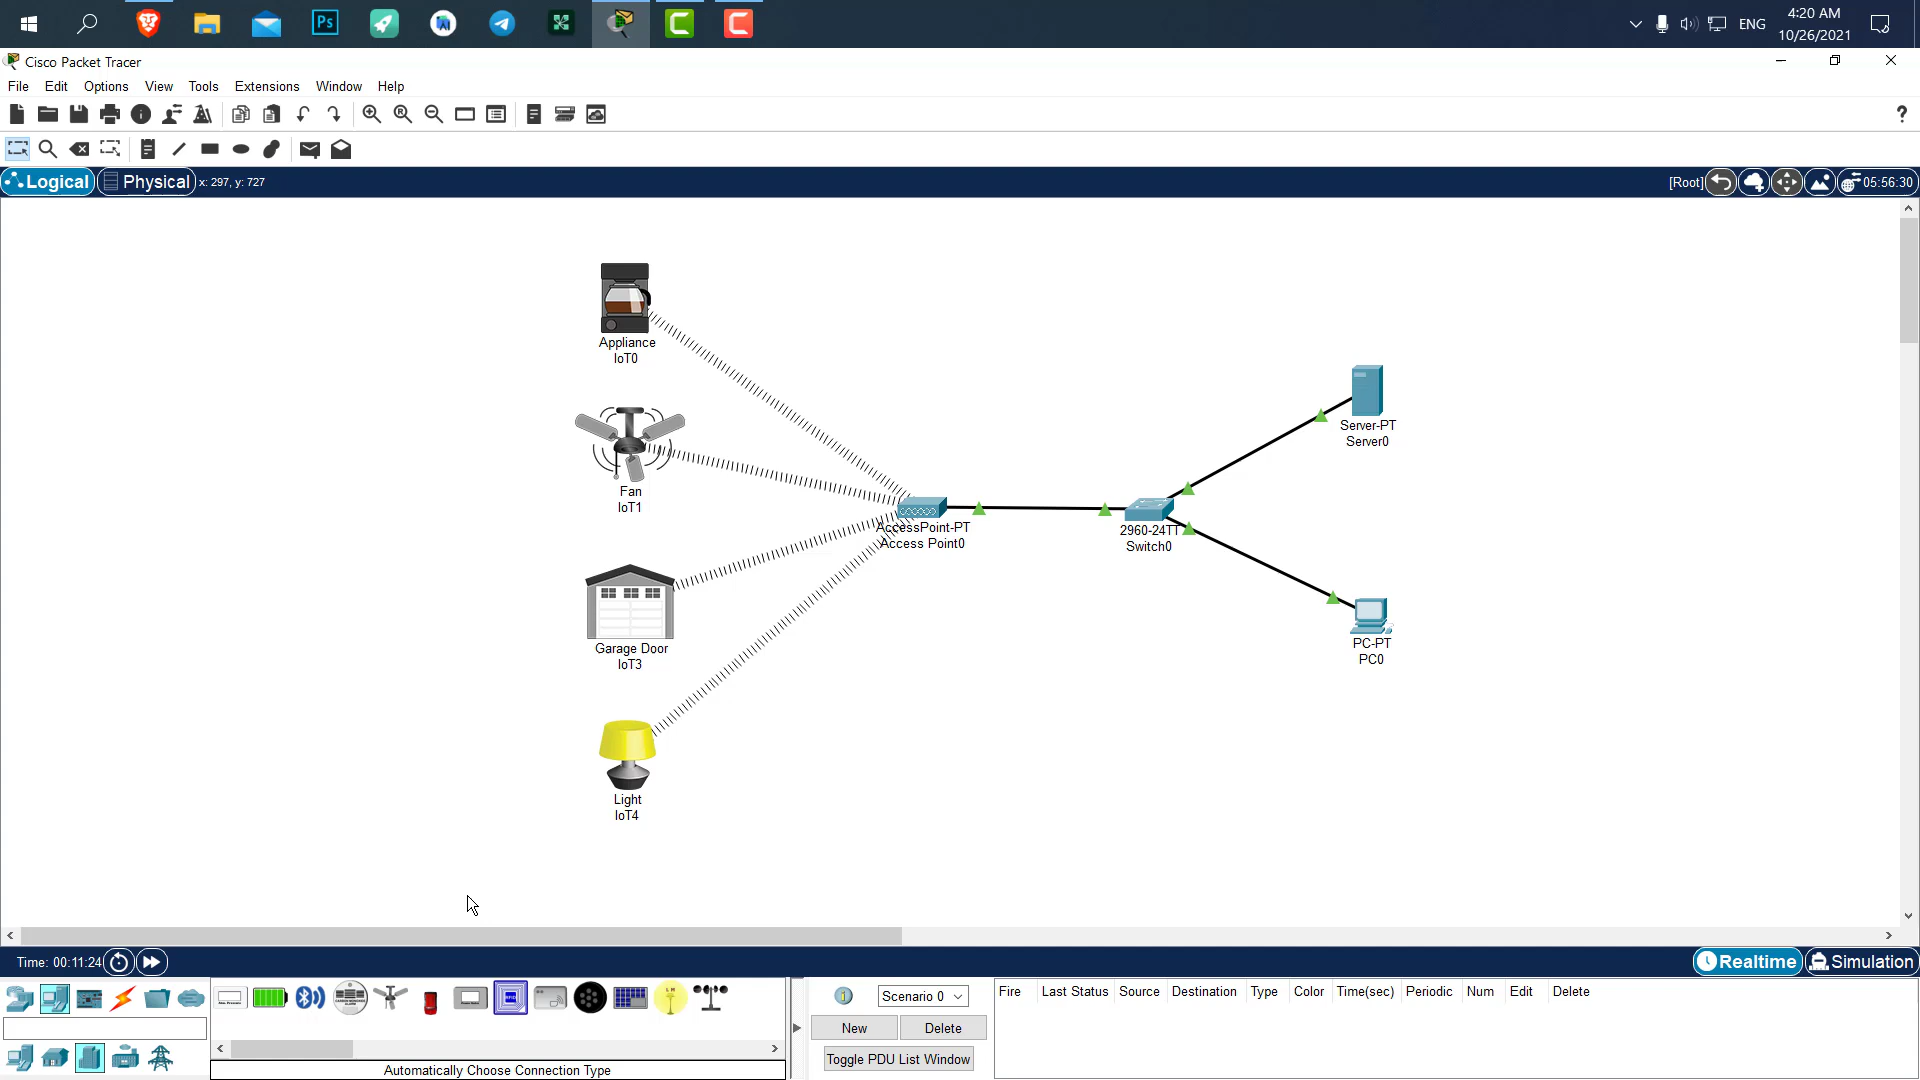 Ps
ENG
4:20 AM
10/26/2021
Cisco Packet Tracer
File Edit Options View Tools Extensions Window Help
?
Logical Physical x: 297, y: 727
[Root] 05:56:30
Appliance
IoT0
Fan
IoT1
Garage Door
IoT3
Light
IoT4
AccessPoint-PT
Access Point0
2960-24TT
Switch0
Server-PT
Server0
PC-PT
PC0
Time: 00:11:24
Realtime Simulation
Scenario 0
New Delete
Toggle PDU List Window
Fire Last Status Source Destination Type Color Time(sec) Periodic Num Edit Delete
Automatically Choose Connection Type